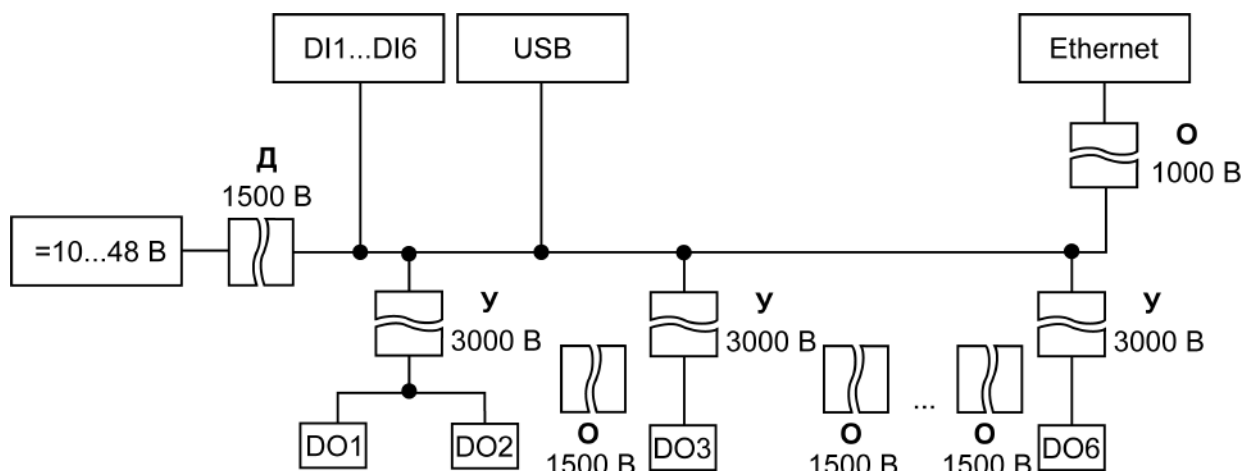 DI1...DI6
USB
Ethernet
О
1000 В
Д
1500 В
=10...48 В
У
3000 В
У
3000 В
У
3000 В
...
DO1
DO2
О
1500 В
DO3
О
1500 В
О
1500 В
DO6